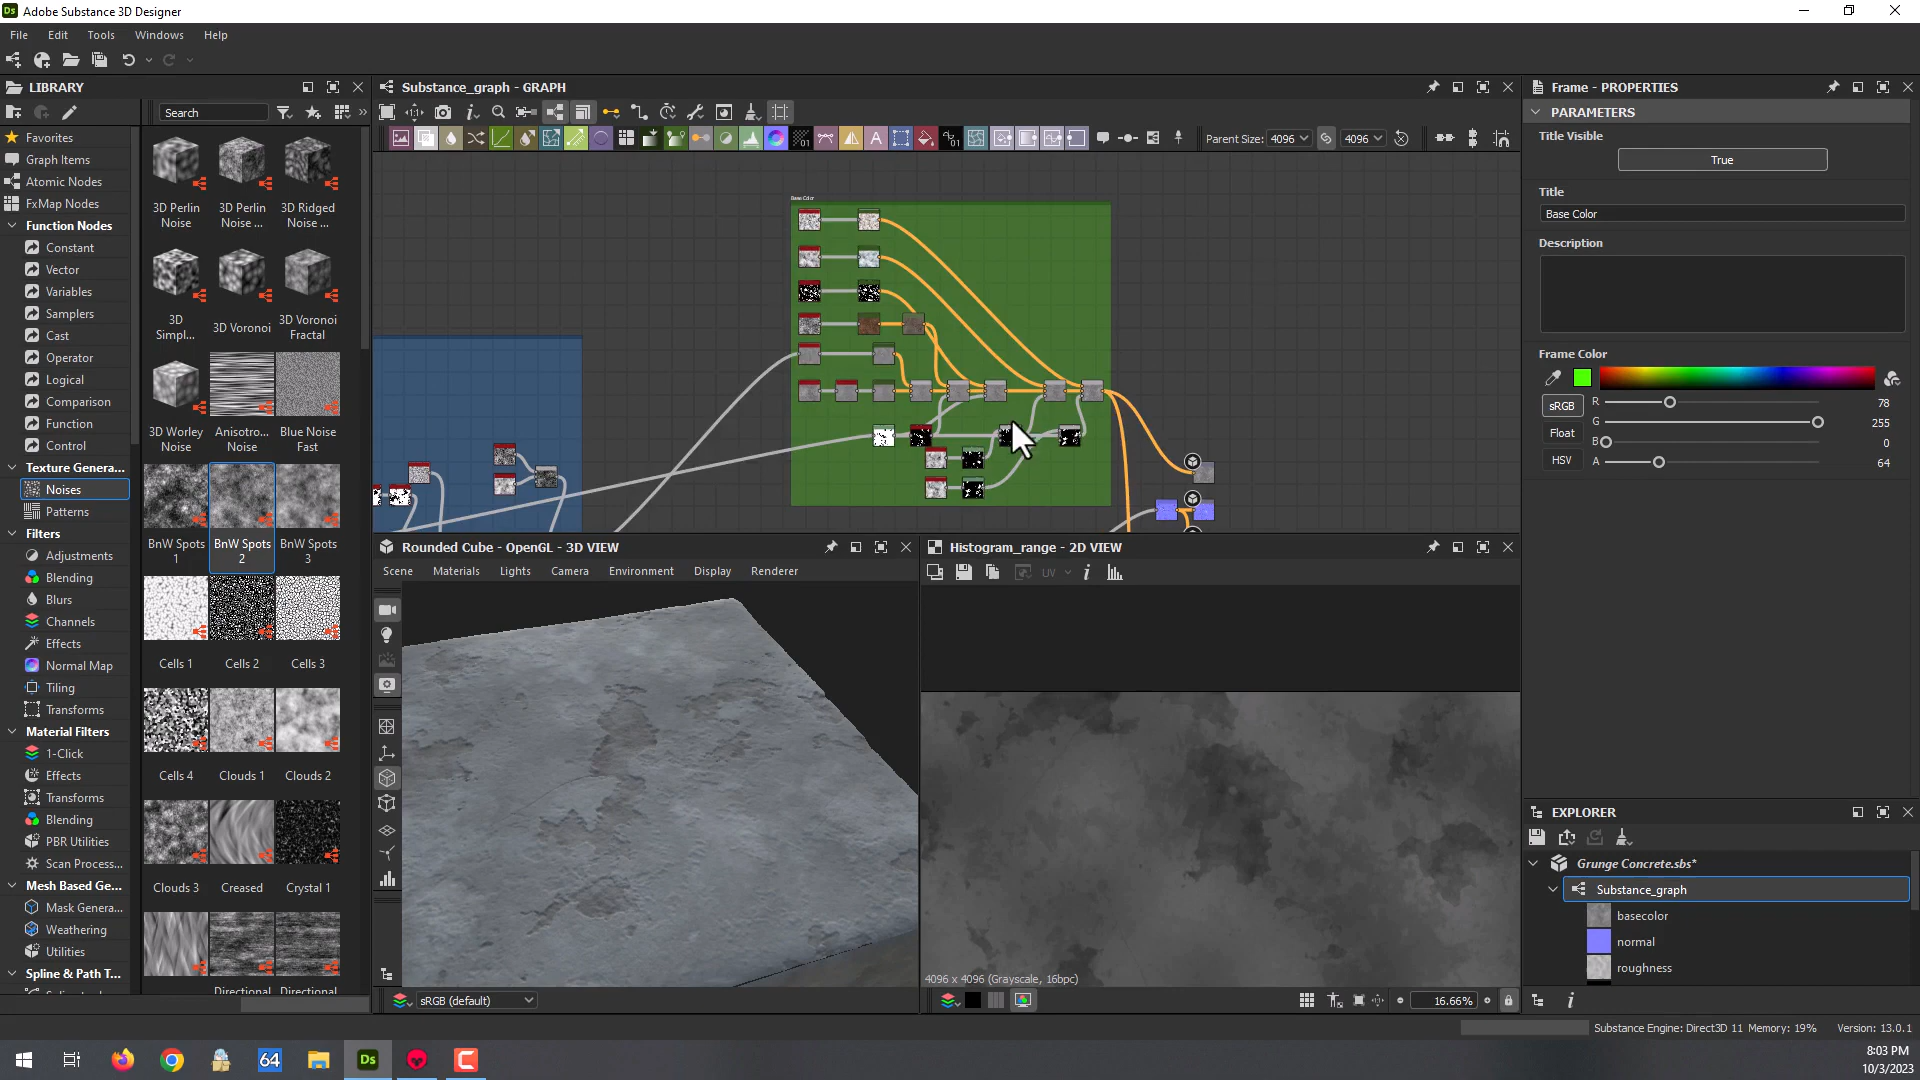 Ds Adobe Substance 3D Designer
File Edit Tools Windows Help
LIBRARY
Substance_graph - GRAPH
Frame - PROPERTIES
Search
PARAMETERS
Favorites
Graph Items
Atomic Nodes
FxMap Nodes
Function Nodes
Constant
Vector
Variables
Samplers
Cast
Operator
Logical
Comparison
Function
Control
Texture Genera...
Noises
Patterns
Filters
Adjustments
Blending
Blurs
Channels
Effects
Normal Map
Tiling
Transforms
Material Filters
1-Click
Effects
Transforms
Blending
PBR Utilities
Scan Process...
Mesh Based Ge...
Mask Genera...
Weathering
Utilities
Spline & Path T...
3D Perlin Noise
3D Perlin Noise ...
3D Ridged Noise ...
3D Simpl...
3D Voronoi
3D Voronoi Fractal
3D Worley Noise
Anisotro... Noise
Blue Noise Fast
BnW Spots 1
BnW Spots 2
BnW Spots 3
Cells 1
Cells 2
Cells 3
Cells 4
Clouds 1
Clouds 2
Clouds 3
Creased
Crystal 1
Directional
Directional
Parent Size: 4096
4096
Base Color
Title Visible
True
Title
Base Color
Description
Frame Color
sRGB
Float
HSV
R 78
G 255
B 0
A 64
Rounded Cube - OpenGL - 3D VIEW
Scene Materials Lights Camera Environment Display Renderer
sRGB (default)
Histogram_range - 2D VIEW
UV
4096 x 4096 (Grayscale, 16bpc)
16.66%
EXPLORER
Grunge Concrete.sbs*
Substance_graph
basecolor
normal
roughness
Substance Engine: Direct3D 11 Memory: 19%
Version: 13.0.1
64
Ds
8:03 PM
10/3/2023